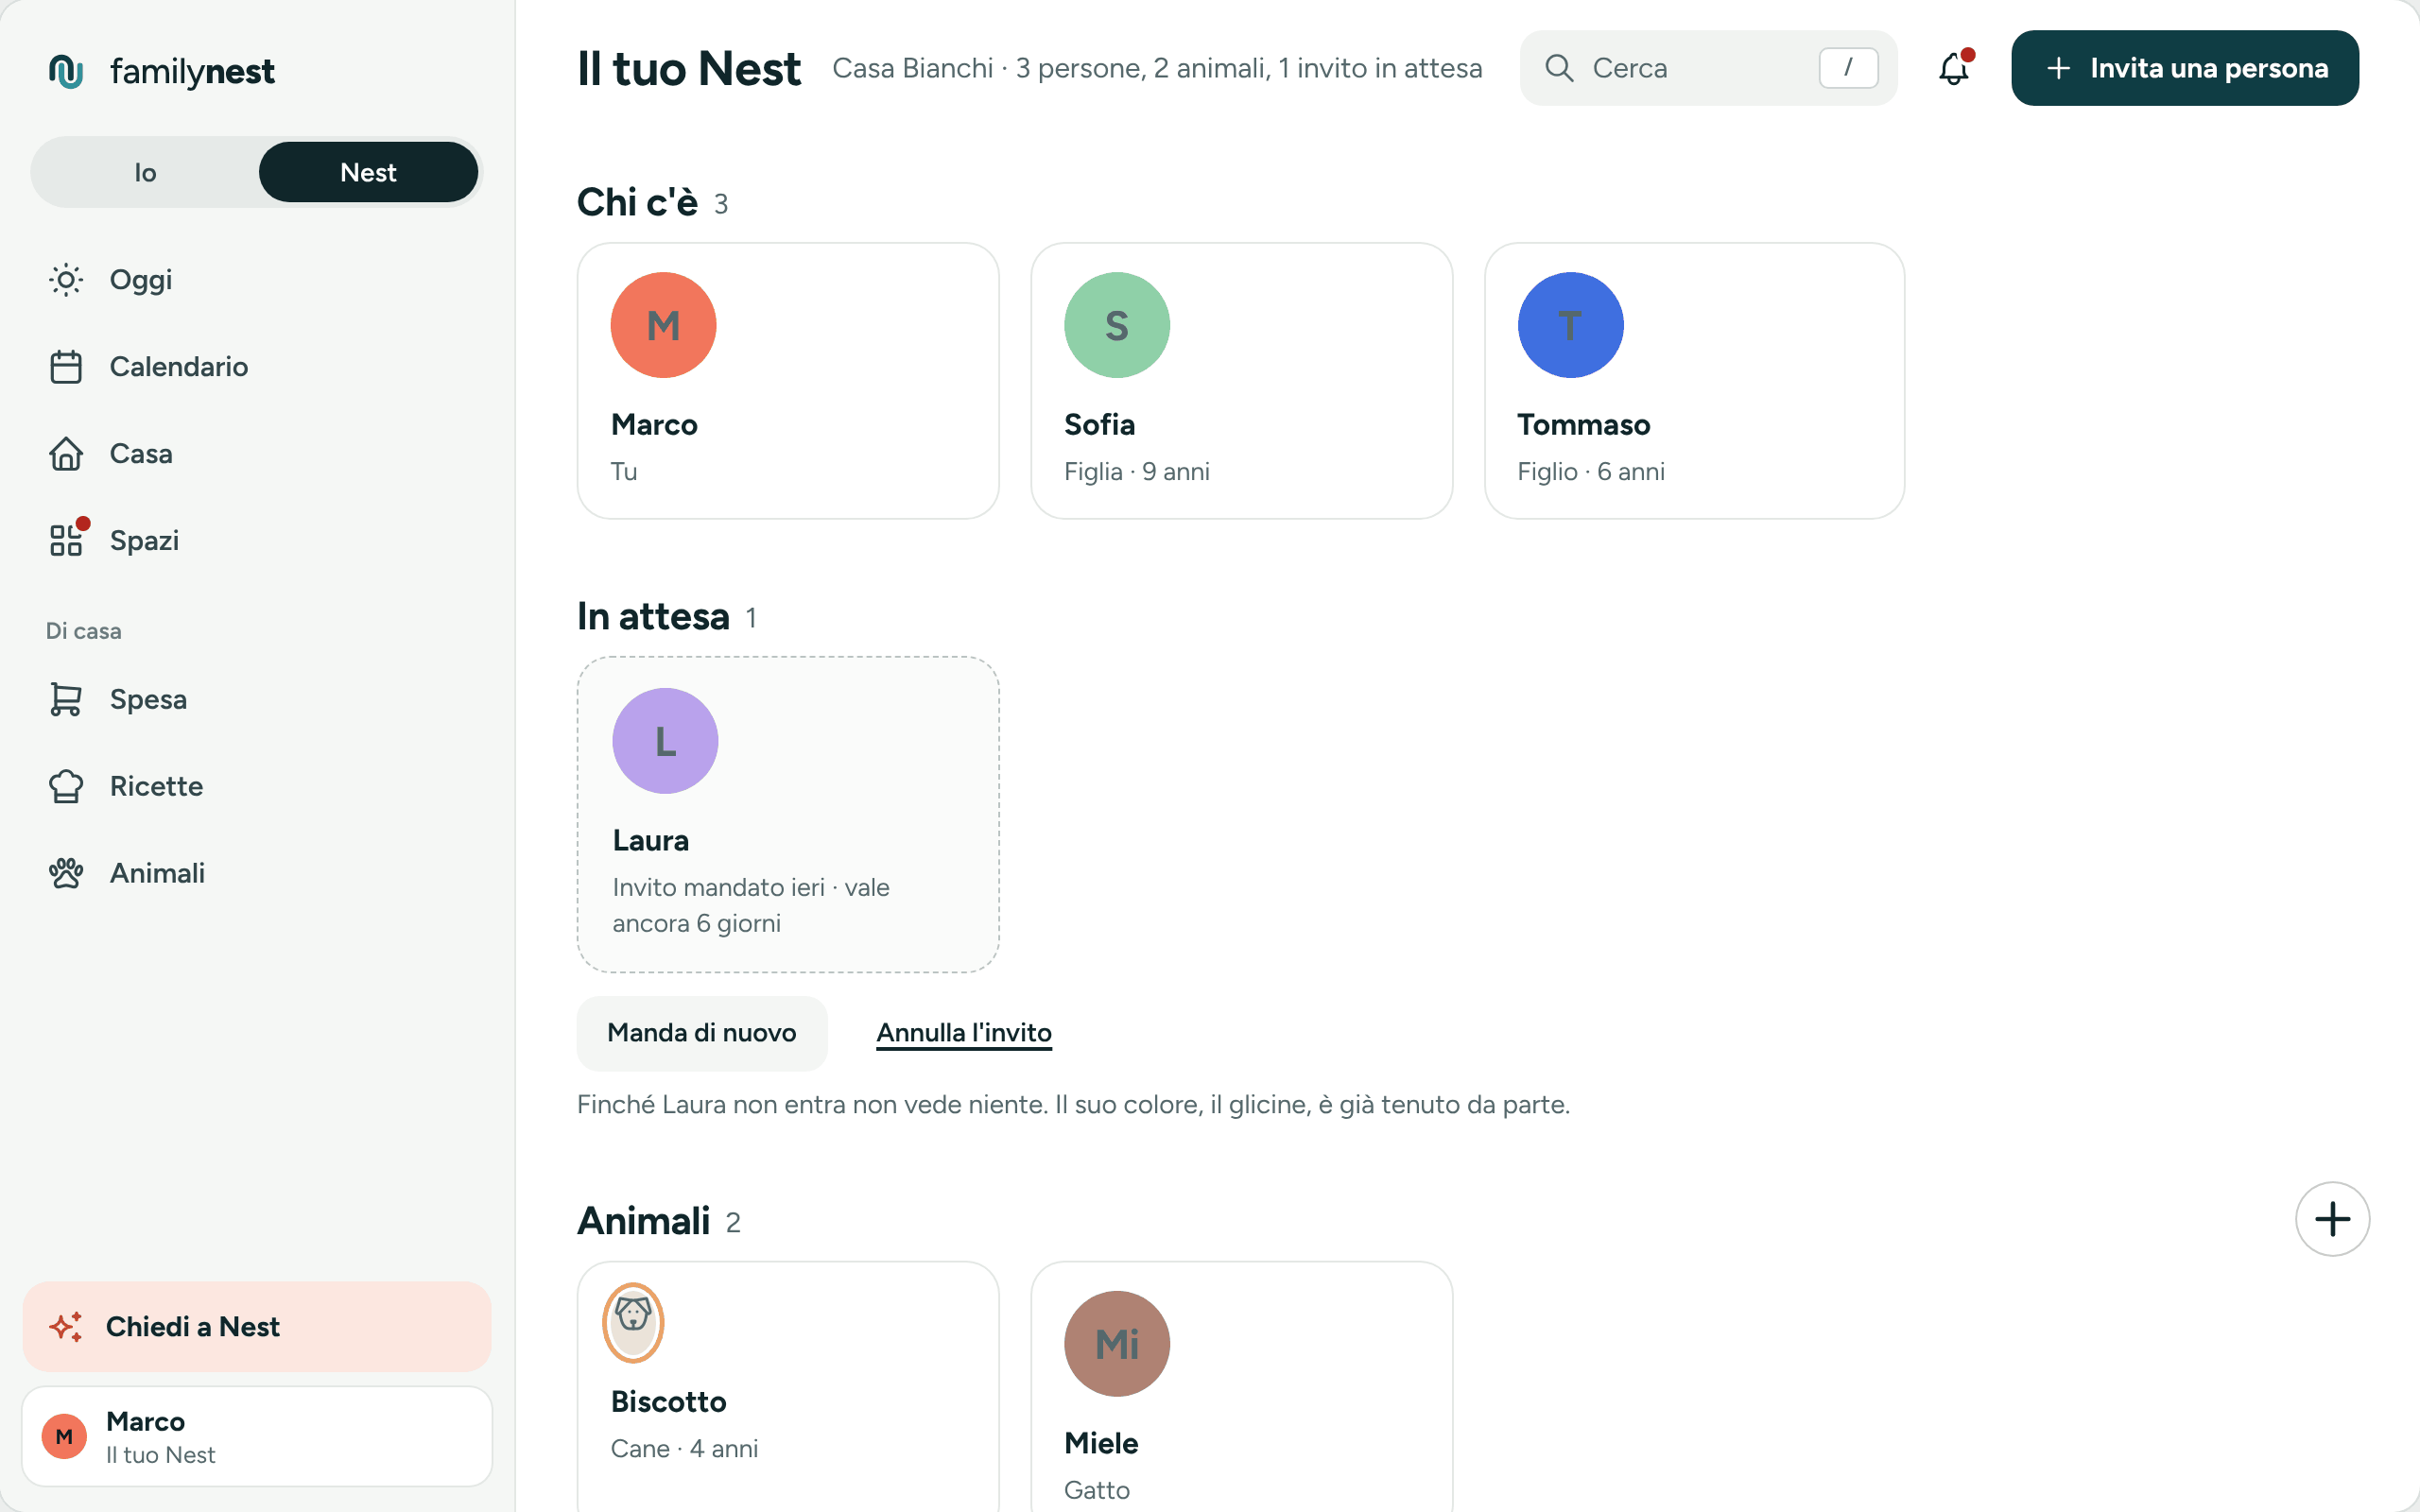 familynest
Io
Nest
Oggi
Calendario
Casa
Spazi
Di casa
Spesa
Ricette
Animali
Chiedi a Nest
M
Marco
Il tuo Nest
Il tuo Nest
Casa Bianchi · 3 persone, 2 animali, 1 invito in attesa
Cerca
/
Invita una persona
Chi c'è 3
M
Marco
Tu
S
Sofia
Figlia · 9 anni
T
Tommaso
Figlio · 6 anni
In attesa 1
L
Laura
Invito mandato ieri · vale
ancora 6 giorni
Manda di nuovo
Annulla l'invito
Finché Laura non entra non vede niente. Il suo colore, il glicine, è già tenuto da parte.
Animali 2
Biscotto
Cane · 4 anni
Mi
Miele
Gatto